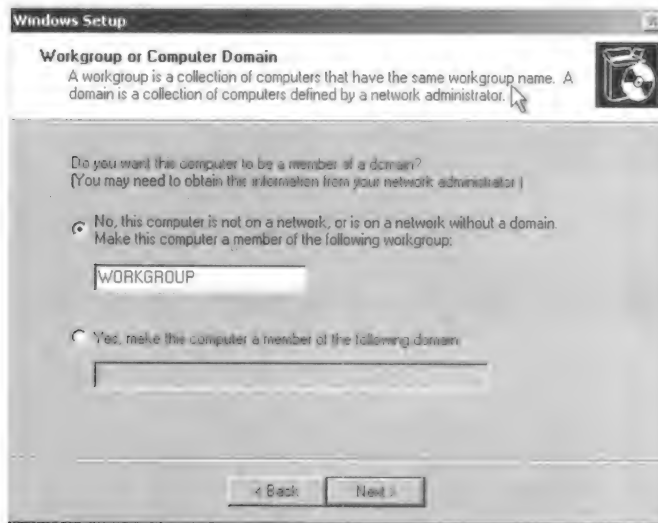 Windows Setup
Workgroup or Computer Domain
A workgroup is a collection of computers that have the same workgroup name. A
domain is a collection of computers defined by a network administrator.
Do you want this computer to be a member of a domain?
(You may need to obtain this information from your network administrator.)
No, this computer is not on a network, or is on a network without a domain.
Make this computer a member of the following workgroup:
WORKGROUP
Yes, make this computer a member of the following domain:
< Back
Next >